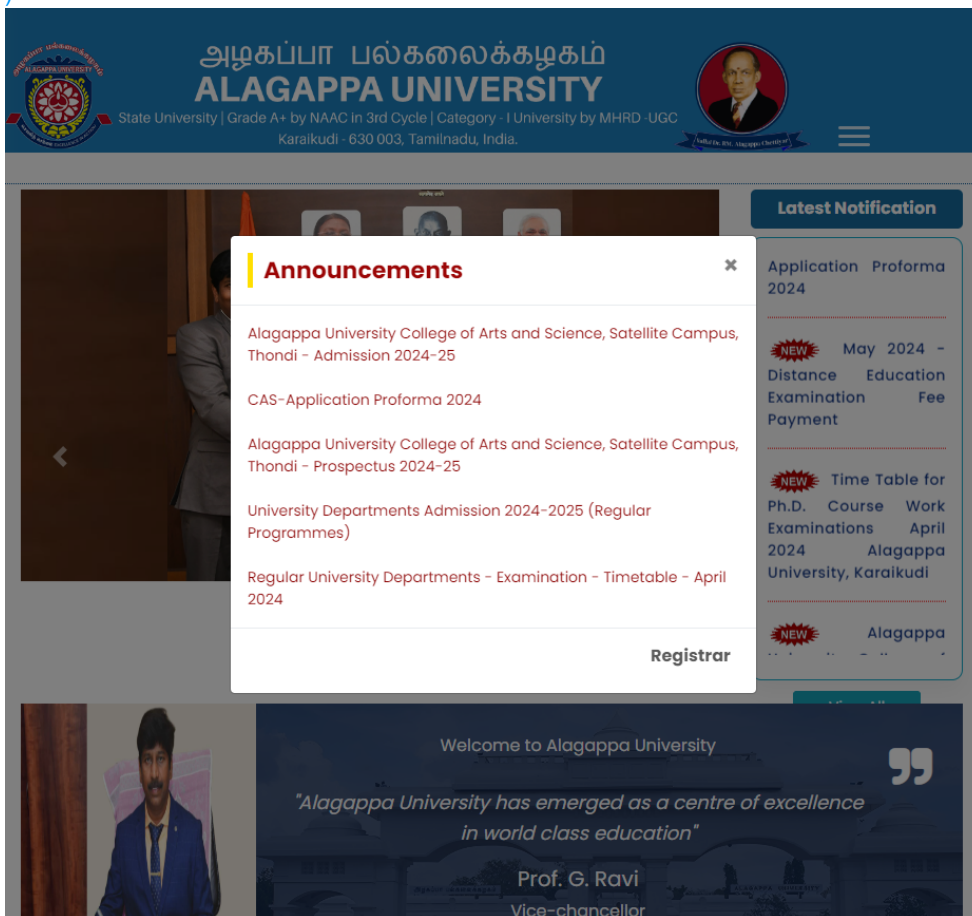 அழகப்பா பல்கலைக்கழகம்
ALAGAPPA UNIVERSITY
State University | Grade A+ by NAAC in 3rd Cycle | Category - I University by MHRD -UGC
Karaikudi - 630 003, Tamilnadu, India.
ALAGAPPA UNIVERSITY
Latest Notification
Announcements
×
Alagappa University College of Arts and Science, Satellite Campus,
Thondi - Admission 2024-25
CAS-Application Proforma 2024
Alagappa University College of Arts and Science, Satellite Campus,
Thondi - Prospectus 2024-25
University Departments Admission 2024-2025 (Regular
Programmes)
Regular University Departments - Examination - Timetable - April
2024
Registrar
Application Proforma
2024
NEW May 2024 -
Distance Education
Examination Fee
Payment
NEW Time Table for
Ph.D. Course Work
Examinations April
2024 Alagappa
University, Karaikudi
NEW Alagappa
Welcome to Alagappa University
"Alagappa University has emerged as a centre of excellence
in world class education"
Prof. G. Ravi
Vice-chancellor